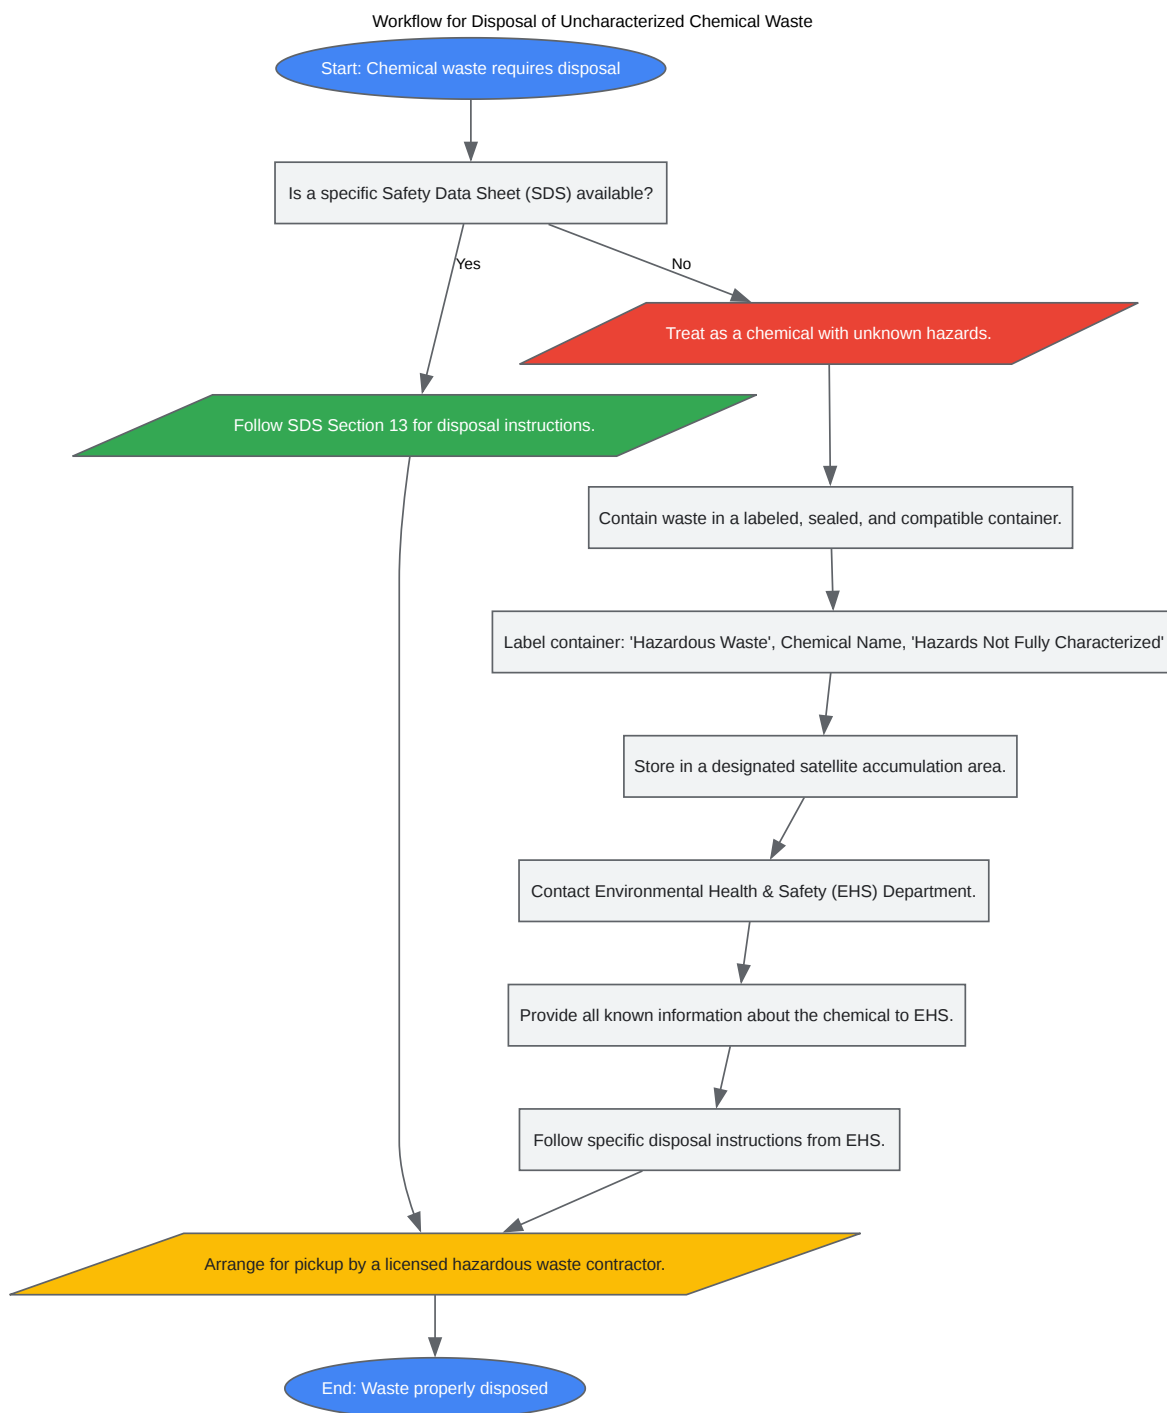 Workflow for Disposal of Uncharacterized Chemical Waste
Start: Chemical waste requires disposal
Is a specific Safety Data Sheet (SDS) available?
Yes
No
Treat as a chemical with unknown hazards.
Follow SDS Section 13 for disposal instructions.
Contain waste in a labeled, sealed, and compatible container.
Label container: 'Hazardous Waste', Chemical Name, 'Hazards Not Fully Characterized'
Store in a designated satellite accumulation area.
Contact Environmental Health & Safety (EHS) Department.
Provide all known information about the chemical to EHS.
Follow specific disposal instructions from EHS.
Arrange for pickup by a licensed hazardous waste contractor.
End: Waste properly disposed